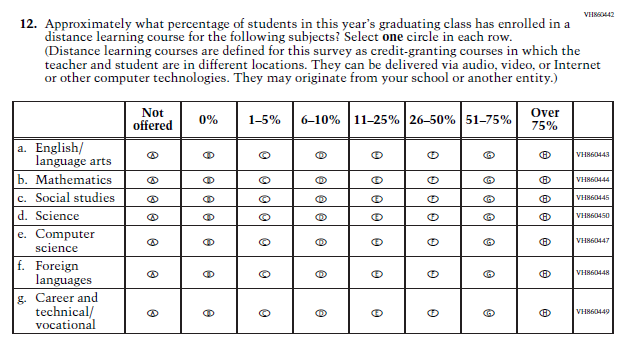 VH860442
12. Approximately what percentage of students in this year's graduating class has enrolled in a
distance learning course for the following subjects? Select one circle in each row.
(Distance learning courses are defined for this survey as credit-granting courses in which the
teacher and student are in different locations. They can be delivered via audio, video, or Internet
or other computer technologies. They may originate from your school or another entity.)
Not offered 0% 1–5% 6–10% 11–25% 26–50% 51–75% Over 75%
a. English/
language arts A B C D E F G H VH860443
b. Mathematics A B C D E F G H VH860444
c. Social studies A B C D E F G H VH860445
d. Science A B C D E F G H VH860450
e. Computer
science A B C D E F G H VH860447
f. Foreign
languages A B C D E F G H VH860448
g. Career and
technical/
vocational A B C D E F G H VH860449